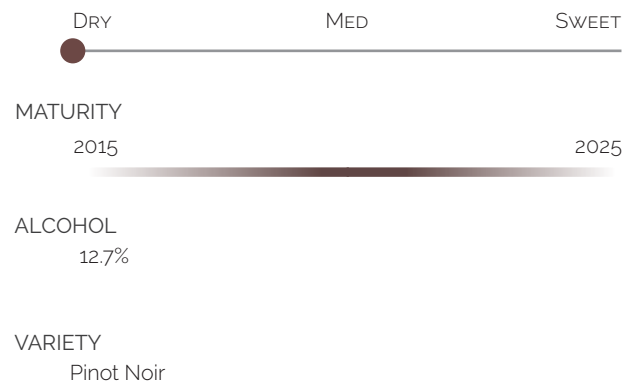 Dry Med Sweet
MATURITY
2015 2025
ALCOHOL
12.7%
VARIETY
Pinot Noir